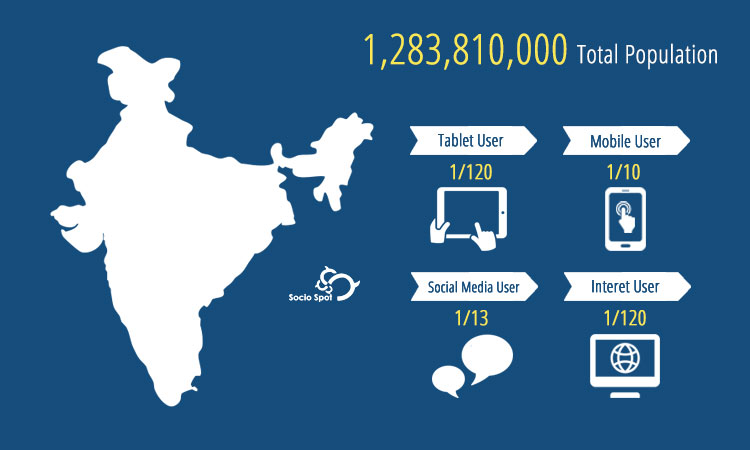 1,283,810,000 Total Population
Tablet User
1/120
Mobile User
1/10
Socio Spot
Social Media User
1/13
Interet User
1/120